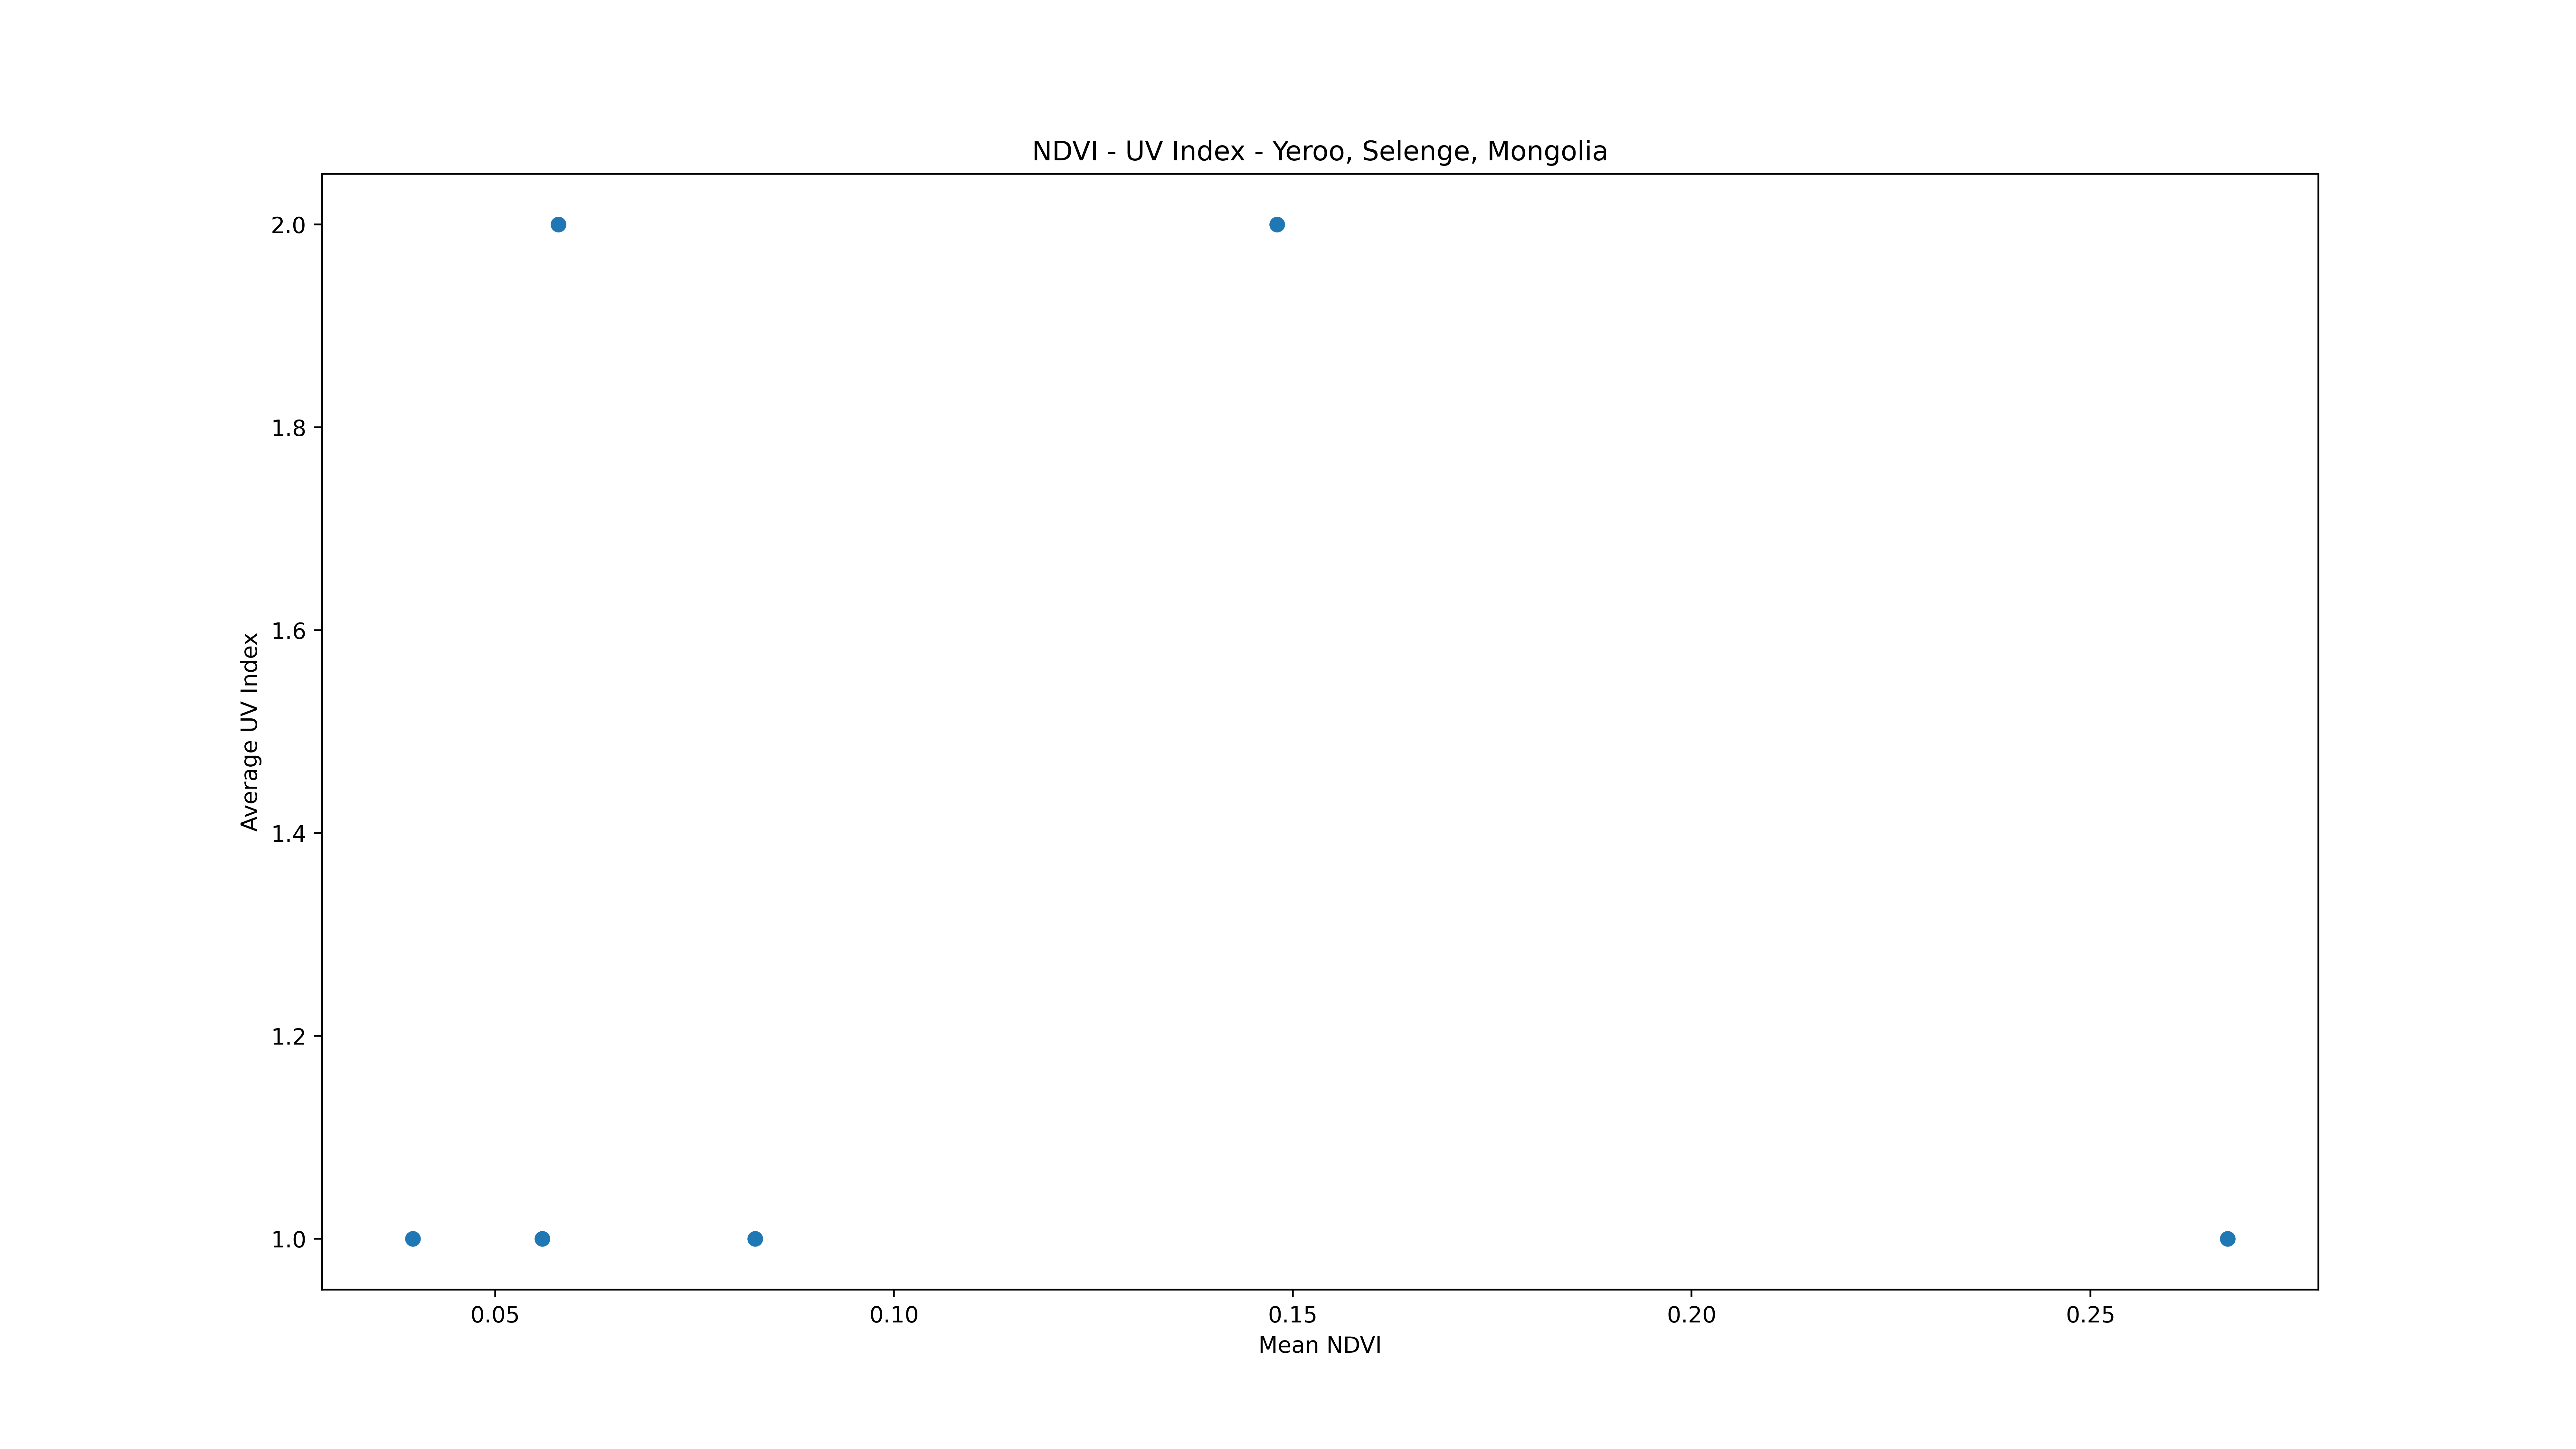 NDVI - UV Index - Yeroo, Selenge, Mongolia
2.0
1.8
1.6
1.4
1.2
1.0
Average UV Index
0.05 0.10 0.15 0.20 0.25
Mean NDVI